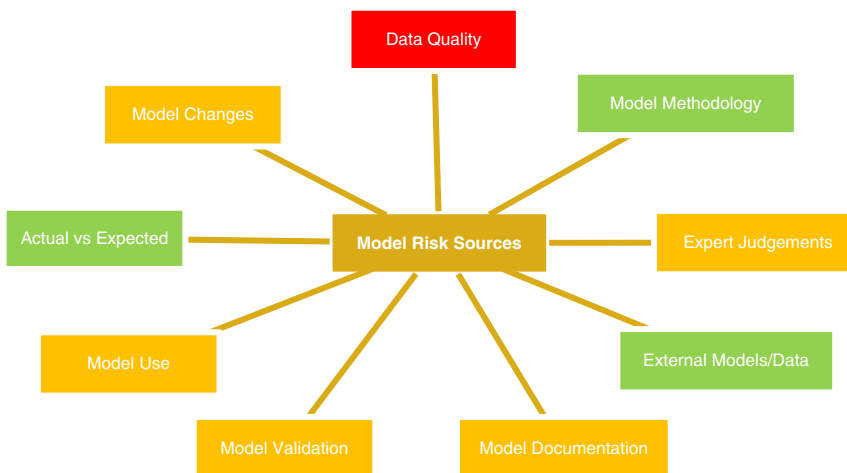 Data Quality
Model Changes
Model Methodology
Actual vs Expected
Model Risk Sources
Expert Judgements
Model Use
External Models/Data
Model Validation
Model Documentation